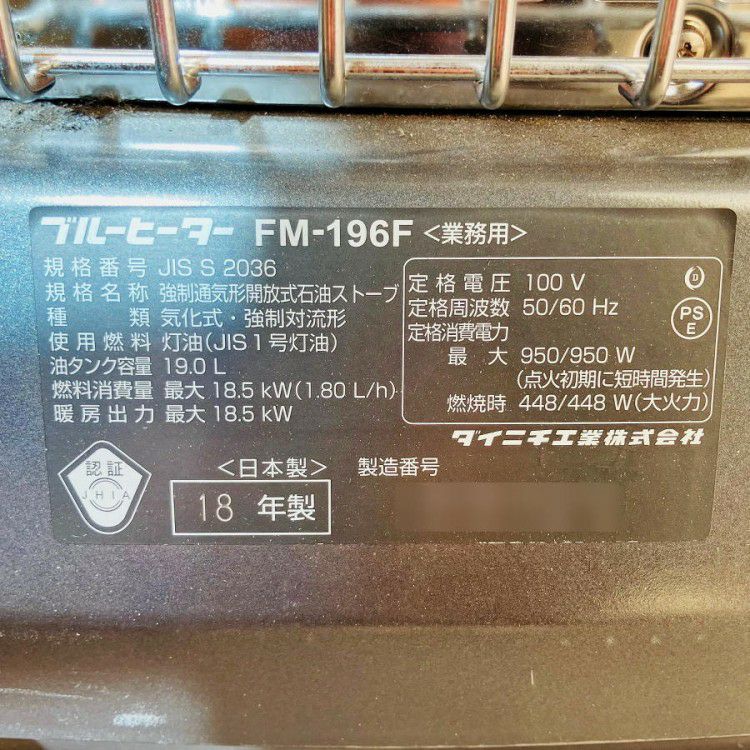 ブルーヒーター FM-196F <業務用>
規格番号 JIS S 2036
規格名称 強制通気形開放式石油ストーブ
種類 気化式・強制対流形
使用燃料 灯油(JIS1号灯油)
油タンク容量 19.0 L
燃料消費量 最大 18.5 kW(1.80 L/h)
暖房出力 最大 18.5 kW
定格電圧 100 V
定格周波数 50/60 Hz
定格消費電力
最大 950/950 W
(点火初期に短時間発生)
燃焼時 448/448 W(大火力)
D
PS
E
ダイニチ工業株式会社
認証
JHIA
<日本製> 製造番号
18 年製